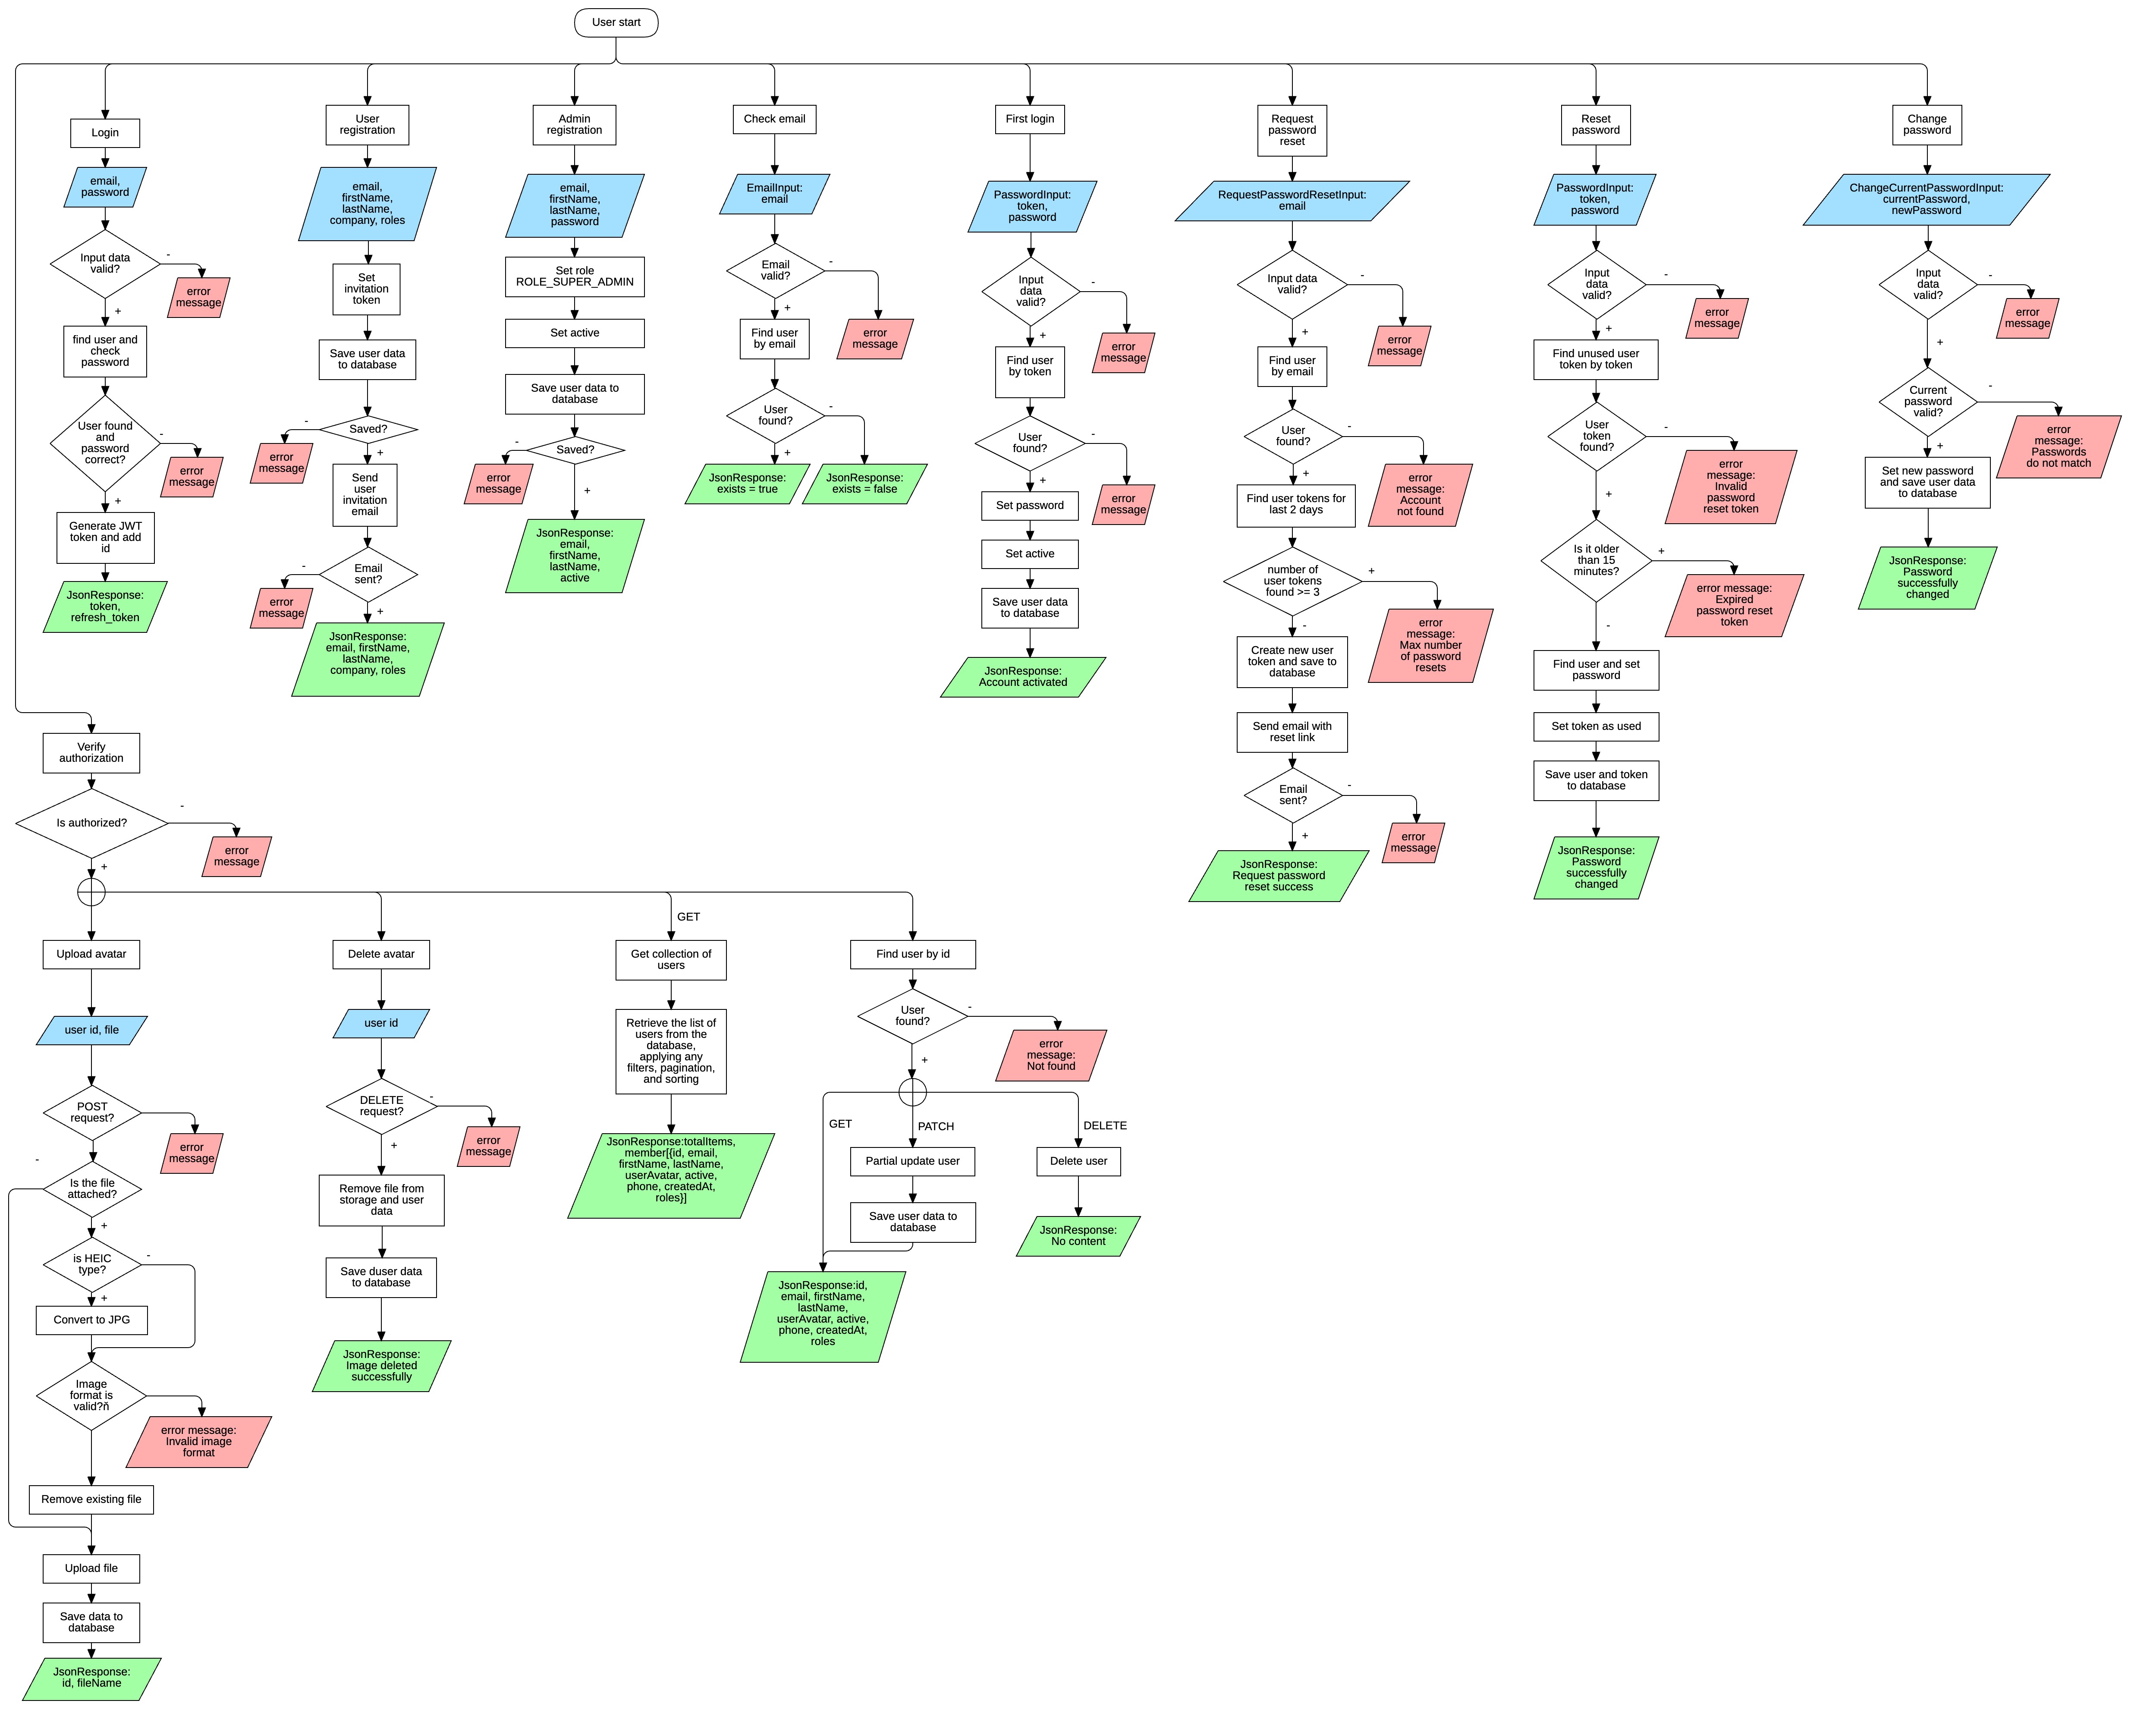 User start
Login
email,
password
Input data
valid?
-
error
message
+
find user and
check
password
User found
and
password
correct?
-
error
message
+
Generate JWT
token and add
id
JsonResponse:
token,
refresh_token
User
registration
email,
firstName,
lastName,
company, roles
Set
invitation
token
Save user data
to database
Saved?
-
error
message
+
Send
user
invitation
email
Email
sent?
-
error
message
+
JsonResponse:
email, firstName,
lastName,
company, roles
Admin
registration
email,
firstName,
lastName,
password
Set role
ROLE_SUPER_ADMIN
Set active
Save user data to
database
Saved?
-
error
message
+
JsonResponse:
email,
firstName,
lastName,
active
Check email
EmailInput:
email
Email
valid?
-
error
message
+
Find user
by email
User
found?
-
+
JsonResponse:
exists = true
JsonResponse:
exists = false
First login
PasswordInput:
token,
password
Input
data
valid?
-
error
message
+
Find user
by token
User
found?
-
error
message
+
Set password
Set active
Save user data
to database
JsonResponse:
Account activated
Request
password
reset
RequestPasswordResetInput:
email
Input data
valid?
-
error
message
+
Find user
by email
User
found?
-
error
message:
Account
not found
+
Find user tokens for
last 2 days
number of
user tokens
found >= 3
+
error
message:
Max number
of password
resets
-
Create new user
token and save to
database
Send email with
reset link
Email
sent?
-
error
message
+
JsonResponse:
Request password
reset success
Reset
password
PasswordInput:
token,
password
Input
data
valid?
-
error
message
+
Find unused user
token by token
User
token
found?
-
error
message:
Invalid
password
reset token
+
Is it older
than 15
minutes?
+
error message:
Expired
password reset
token
-
Find user and set
password
Set token as used
Save user and token
to database
JsonResponse:
Password
successfully
changed
Change
password
ChangeCurrentPasswordInput:
currentPassword,
newPassword
Input
data
valid?
-
error
message
+
Current
password
valid?
-
error
message:
Passwords
do not match
+
Set new password
and save user data
to database
JsonResponse:
Password
successfully
changed
Verify
authorization
Is authorized?
-
error
message
+
Upload avatar
user id, file
POST
request?
error
message
-
Is the file
attached?
+
is HEIC
type?
-
+
Convert to JPG
Image
format is
valid?ň
error message:
Invalid image
format
Remove existing file
Upload file
Save data to
database
JsonResponse:
id, fileName
Delete avatar
user id
DELETE
request?
-
error
message
+
Remove file from
storage and user
data
Save duser data
to database
JsonResponse:
Image deleted
successfully
GET
Get collection of
users
Retrieve the list of
users from the
database,
applying any
filters, pagination,
and sorting
JsonResponse:totalItems,
member[{id, email,
firstName, lastName,
userAvatar, active,
phone, createdAt,
roles}]
Find user by id
User
found?
-
error
message:
Not found
+
GET
PATCH
DELETE
Partial update user
Save user data to
database
JsonResponse:id,
email, firstName,
lastName,
userAvatar, active,
phone, createdAt,
roles
Delete user
JsonResponse:
No content